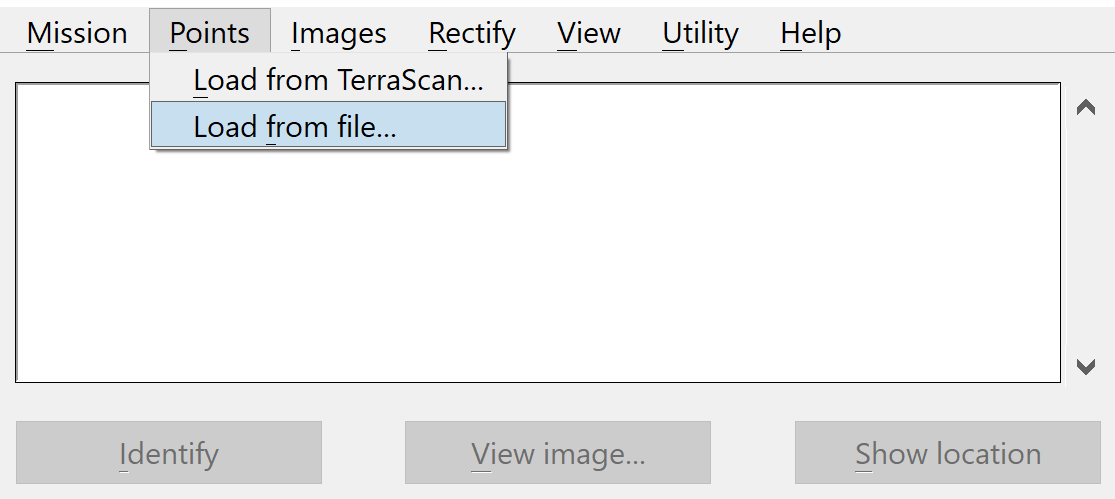 Mission Points Images Rectify View Utility Help
Load from TerraScan...
Load from file...
Identify View image... Show location